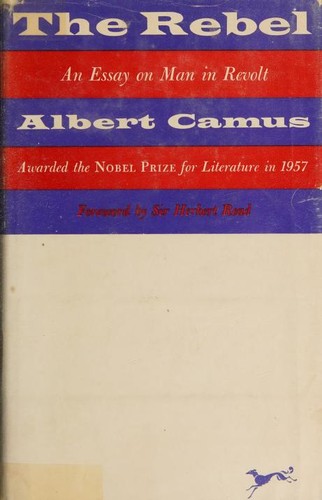 The Rebel
An Essay on Man in Revolt
Albert Camus
Awarded the NOBEL PRIZE for Literature in 1957
Foreword by Sir Herbert Read